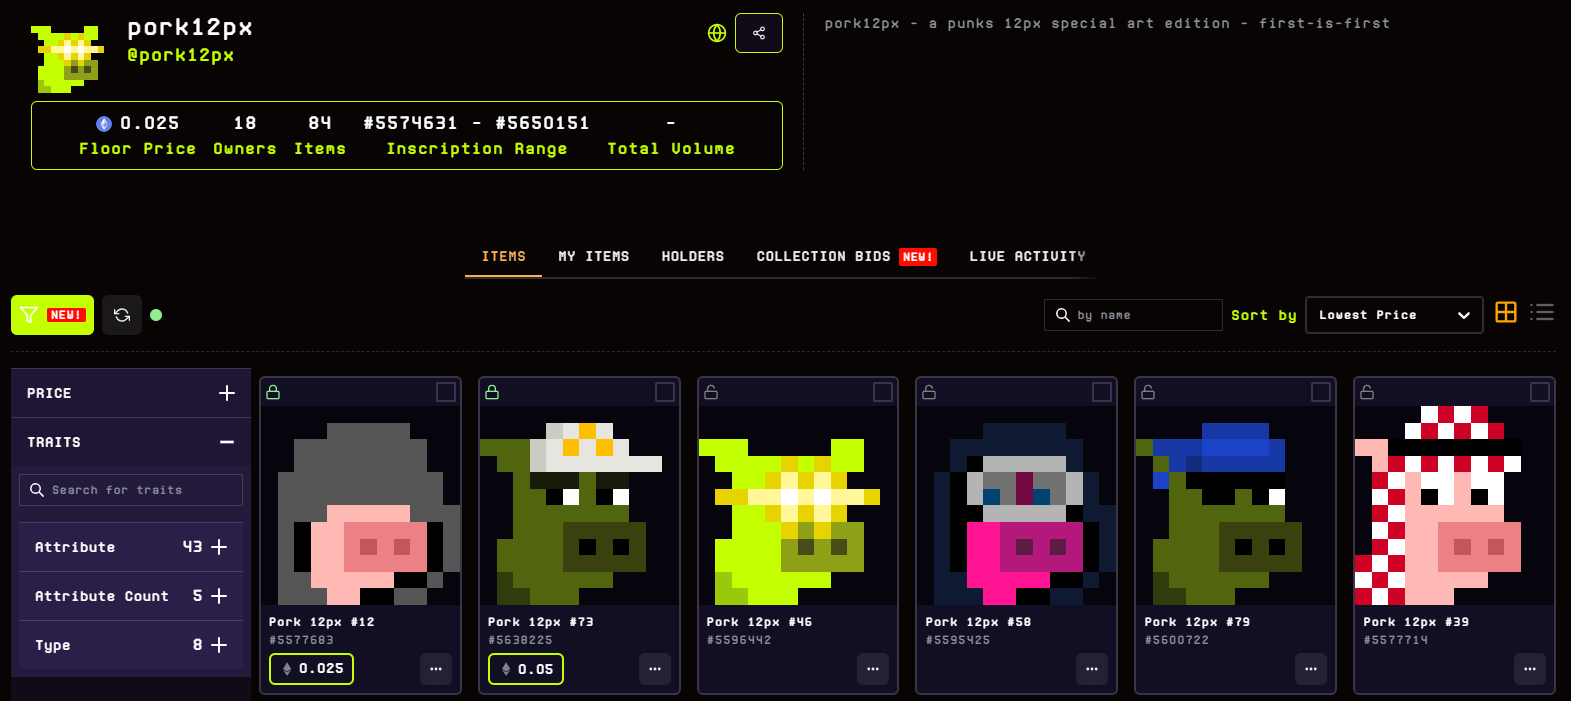 pork12px
@pork12px
pork12px - a punks 12px special art edition - first-is-first
0.025 18 84 #5574631 - #5650151 -
Floor Price Owners Items Inscription Range Total Volume
ITEMS MY ITEMS HOLDERS COLLECTION BIDS NEW! LIVE ACTIVITY
NEW! by name Sort by Lowest Price
PRICE
TRAITS
Search for traits
Attribute 43
Attribute Count 5
Type 8
Pork 12px #12
#5577683
0.025
Pork 12px #73
#5638225
0.05
Pork 12px #46
#5596442
Pork 12px #58
#5595425
Pork 12px #79
#5600722
Pork 12px #39
#5577714